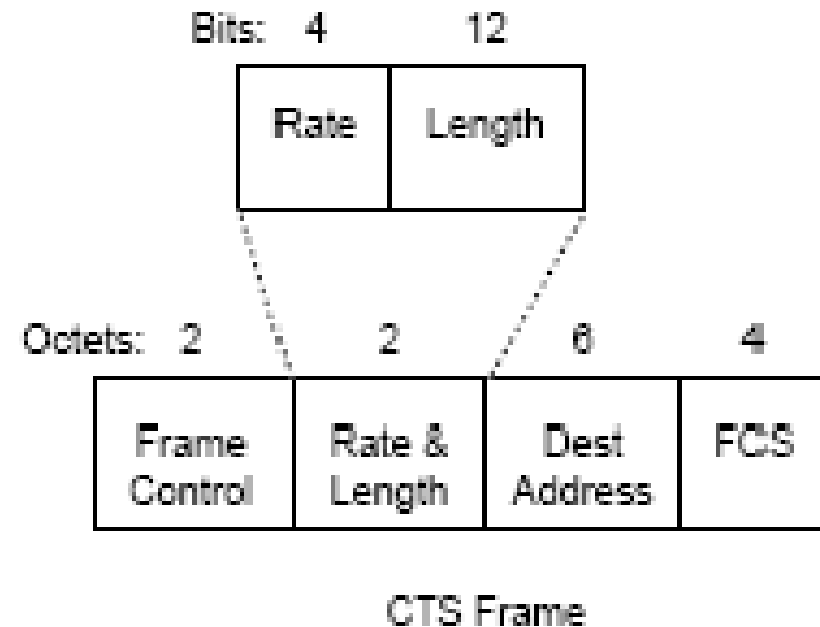 Bits: 4 12
Rate Length
Octets: 2 2 6 4
Frame Control Rate & Length Dest Address FCS
CTS Frame